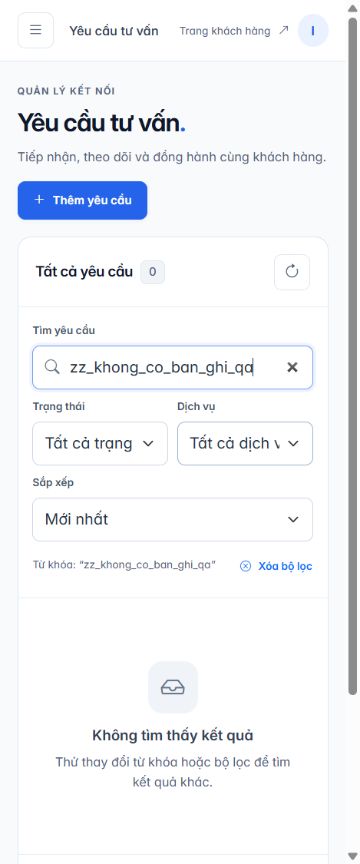 Yêu cầu tư vấn
Trang khách hàng
I
QUẢN LÝ KẾT NỐI
Yêu cầu tư vấn.
Tiếp nhận, theo dõi và đồng hành cùng khách hàng.
+ Thêm yêu cầu
Tất cả yêu cầu 0
Tìm yêu cầu
zz_khong_co_ban_ghi_qa
Trạng thái Dịch vụ
Tất cả trạng Tất cả dịch v
Sắp xếp
Mới nhất
Từ khóa: “zz_khong_co_ban_ghi_qa” Xóa bộ lọc
Không tìm thấy kết quả
Thử thay đổi từ khóa hoặc bộ lọc để tìm
kết quả khác.